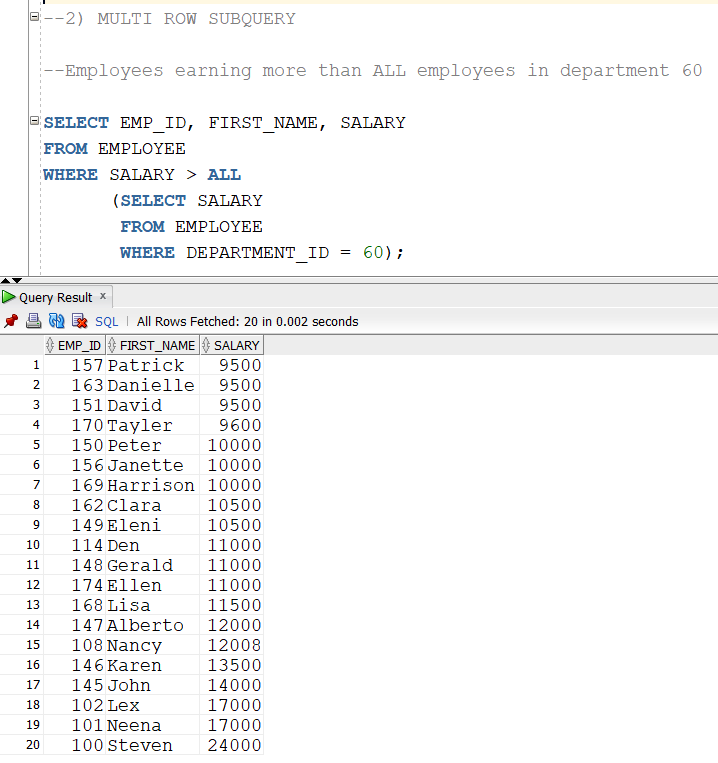 --2) MULTI ROW SUBQUERY
--Employees earning more than ALL employees in department 60
SELECT EMP_ID, FIRST_NAME, SALARY
FROM EMPLOYEE
WHERE SALARY > ALL
(SELECT SALARY
FROM EMPLOYEE
WHERE DEPARTMENT_ID = 60);
Query Result x
SQL | All Rows Fetched: 20 in 0.002 seconds
EMP_ID FIRST_NAME SALARY
1 157 Patrick 9500
2 163 Danielle 9500
3 151 David 9500
4 170 Tayler 9600
5 150 Peter 10000
6 156 Janette 10000
7 169 Harrison 10000
8 162 Clara 10500
9 149 Eleni 10500
10 114 Den 11000
11 148 Gerald 11000
12 174 Ellen 11000
13 168 Lisa 11500
14 147 Alberto 12000
15 108 Nancy 12008
16 146 Karen 13500
17 145 John 14000
18 102 Lex 17000
19 101 Neena 17000
20 100 Steven 24000